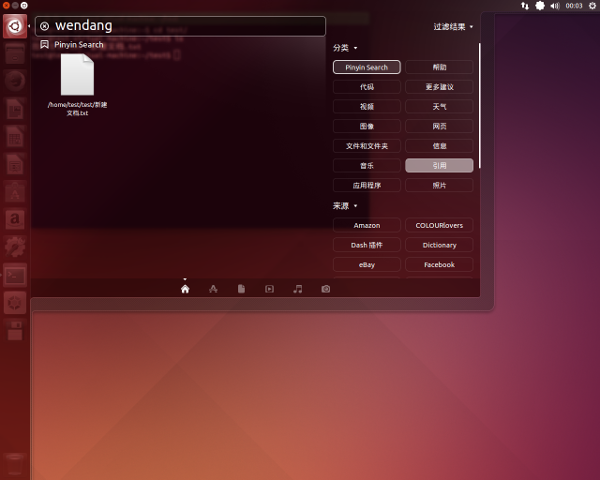 00:03
wendang
过滤结果
Pinyin Search
/home/test/test/新建
文档.txt
分类
Pinyin Search 帮助
代码 更多建议
视频 天气
图像 网页
文件和文件夹 信息
音乐 引用
应用程序 照片
来源
Amazon COLOURlovers
Dash 插件 Dictionary
eBay Facebook